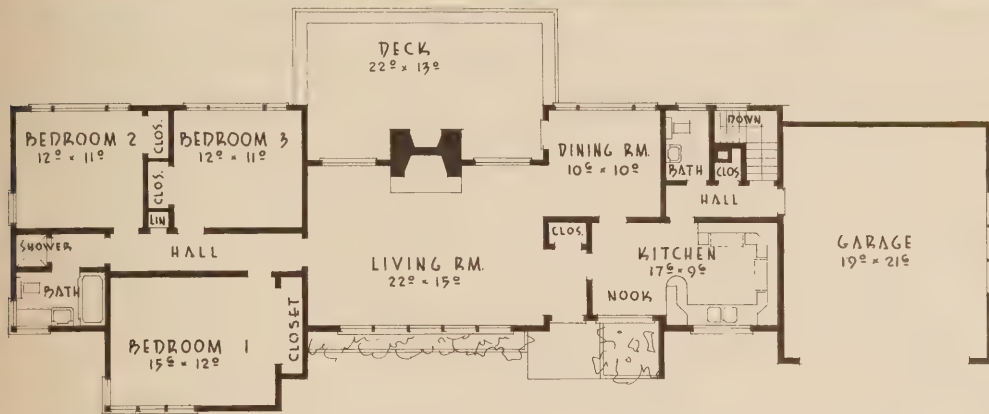 DECK
22⁰ × 13⁰
BEDROOM 2
12⁰ × 11⁰
CLOS.
BEDROOM 3
12⁰ × 11⁰
CLOS.
LIN
DINING RM.
10⁶ × 10⁰
BATH
DOWN
CLOS
HALL
SHOWER
HALL
BATH
LIVING RM.
22⁰ × 15⁰
CLOS.
KITCHEN
17⁶ × 9⁶
NOOK
GARAGE
19⁰ × 21⁶
BEDROOM 1
15⁶ × 12⁰
CLOSET